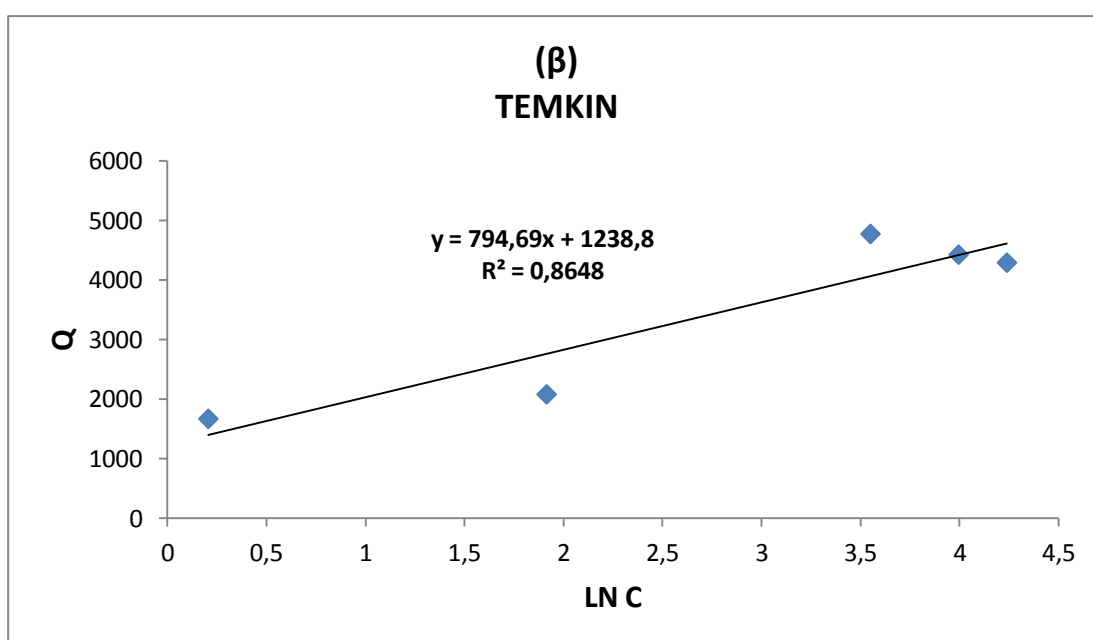 (β)
TEMKIN
6000
5000
4000
3000
2000
1000
0
Q
y = 794,69x + 1238,8
R² = 0,8648
0 0,5 1 1,5 2 2,5 3 3,5 4 4,5
LN C